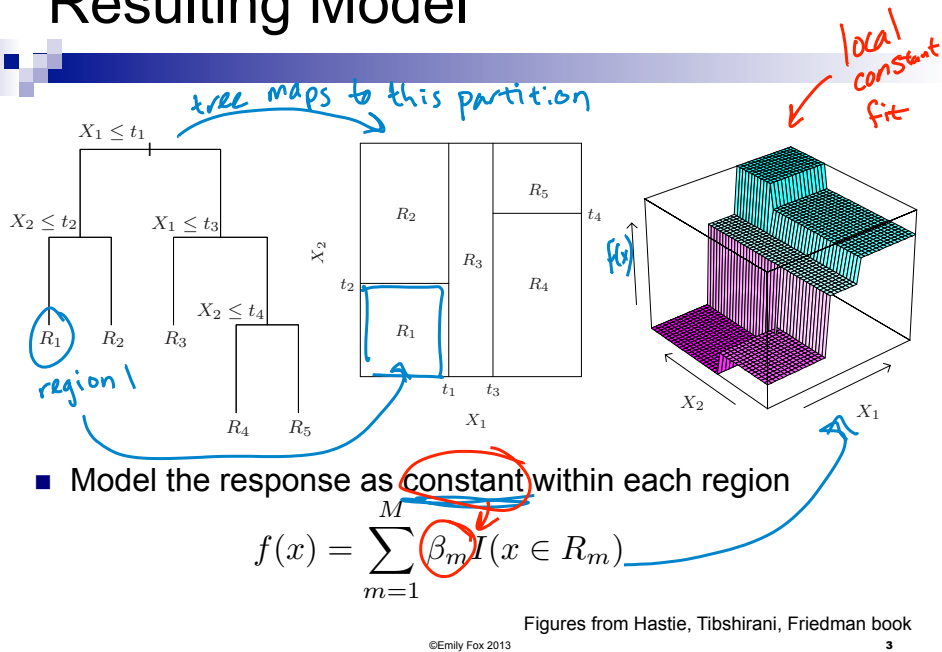 Resulting Model
local
constant
fit
tree maps to this partition
X₁ ≤ t₁
X₂ ≤ t₂
X₁ ≤ t₃
X₂ ≤ t₄
R₁
R₂
R₃
R₄
R₅
region 1
X₂
t₂
R₂
R₁
R₃
R₅
R₄
t₄
t₁
t₃
X₁
f(x)
X₂
X₁
■ Model the response as constant within each region
f(x) = ∑_{m=1}^{M} β_m I(x ∈ R_m)
Figures from Hastie, Tibshirani, Friedman book
©Emily Fox 2013
3